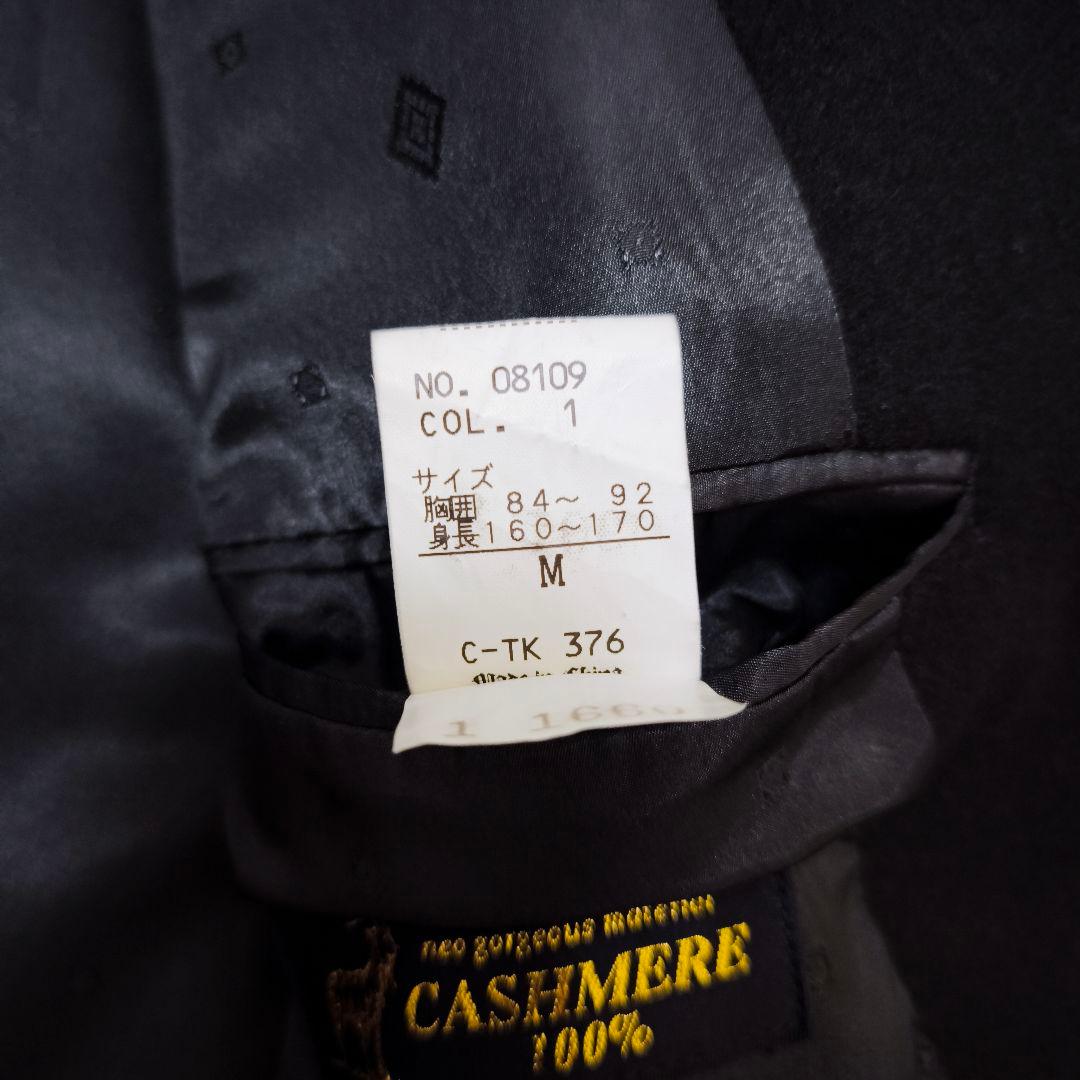 NO. 08109
COL. 1
サイズ
胸囲 84～ 92
身長160～170
M
C-TK 376
Made in China
1 166
neo gorgeous material
CASHMERE
100%